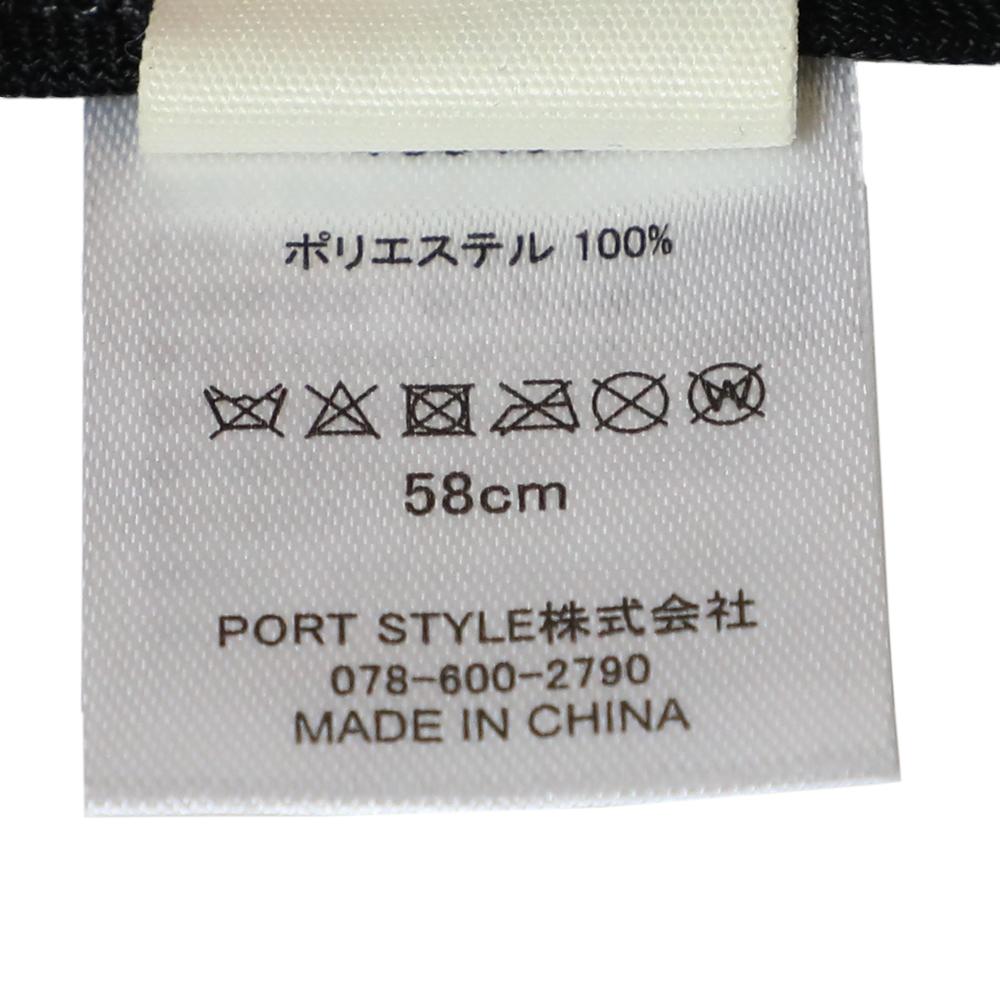 ポリエステル 100%
58cm
PORT STYLE株式会社
078-600-2790
MADE IN CHINA